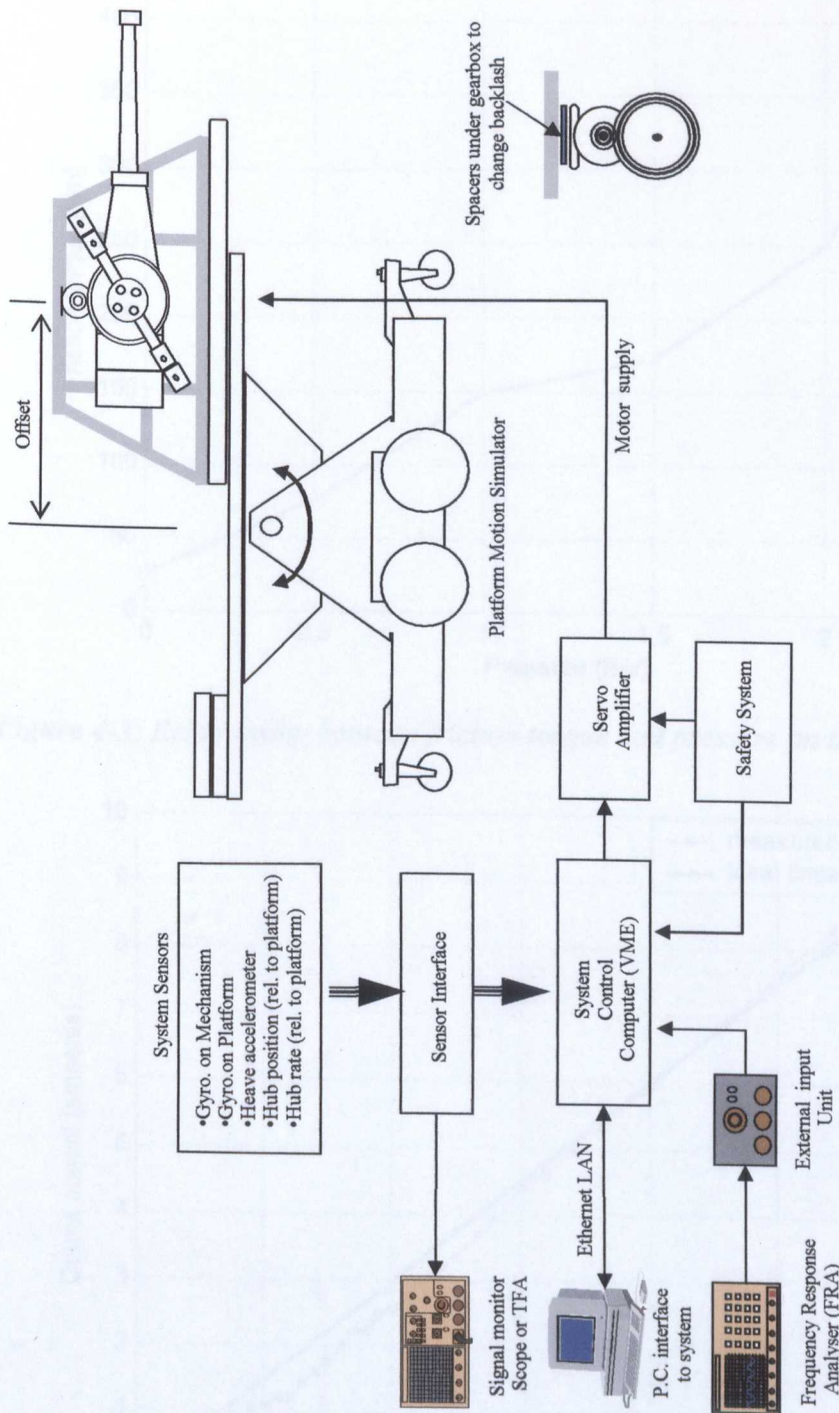 Offset
Spacers under gearbox to
change backlash
System Sensors
•Gyro. on Mechanism
•Gyro.on Platform
•Heave accelerometer
•Hub position (rel. to platform)
•Hub rate (rel. to platform)
Platform Motion Simulator
Sensor Interface
Motor supply
Signal monitor
Scope or TFA
Ethernet LAN
System
Control
Computer (VME)
Servo
Amplifier
P.C. interface
to system
Safety System
External input
Unit
Frequency Response
Analyser (FRA)